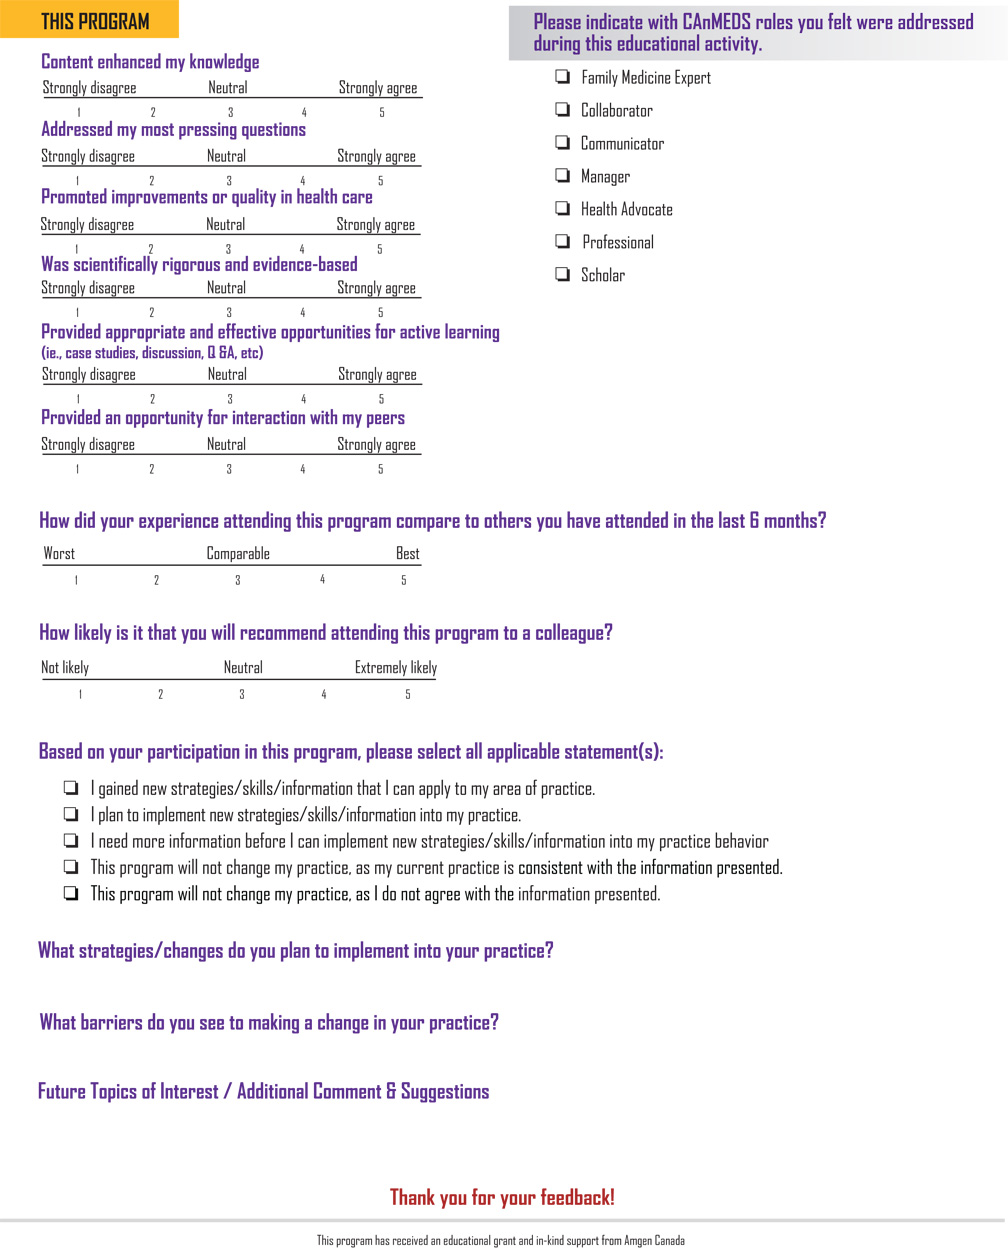 THIS PROGRAM
Content enhanced my knowledge
Strongly disagree Neutral Strongly agree
1 2 3 4 5
Addressed my most pressing questions
Strongly disagree Neutral Strongly agree
1 2 3 4 5
Promoted improvements or quality in health care
Strongly disagree Neutral Strongly agree
1 2 3 4 5
Was scientifically rigorous and evidence-based
Strongly disagree Neutral Strongly agree
1 2 3 4 5
Provided appropriate and effective opportunities for active learning
(ie., case studies, discussion, Q &A, etc)
Strongly disagree Neutral Strongly agree
1 2 3 4 5
Provided an opportunity for interaction with my peers
Strongly disagree Neutral Strongly agree
1 2 3 4 5
Please indicate with CAnMEDS roles you felt were addressed
during this educational activity.
Family Medicine Expert
Collaborator
Communicator
Manager
Health Advocate
Professional
Scholar
How did your experience attending this program compare to others you have attended in the last 6 months?
Worst Comparable Best
1 2 3 4 5
How likely is it that you will recommend attending this program to a colleague?
Not likely Neutral Extremely likely
1 2 3 4 5
Based on your participation in this program, please select all applicable statement(s):
I gained new strategies/skills/information that I can apply to my area of practice.
I plan to implement new strategies/skills/information into my practice.
I need more information before I can implement new strategies/skills/information into my practice behavior
This program will not change my practice, as my current practice is consistent with the information presented.
This program will not change my practice, as I do not agree with the information presented.
What strategies/changes do you plan to implement into your practice?
What barriers do you see to making a change in your practice?
Future Topics of Interest / Additional Comment & Suggestions
Thank you for your feedback!
This program has received an educational grant and in-kind support from Amgen Canada